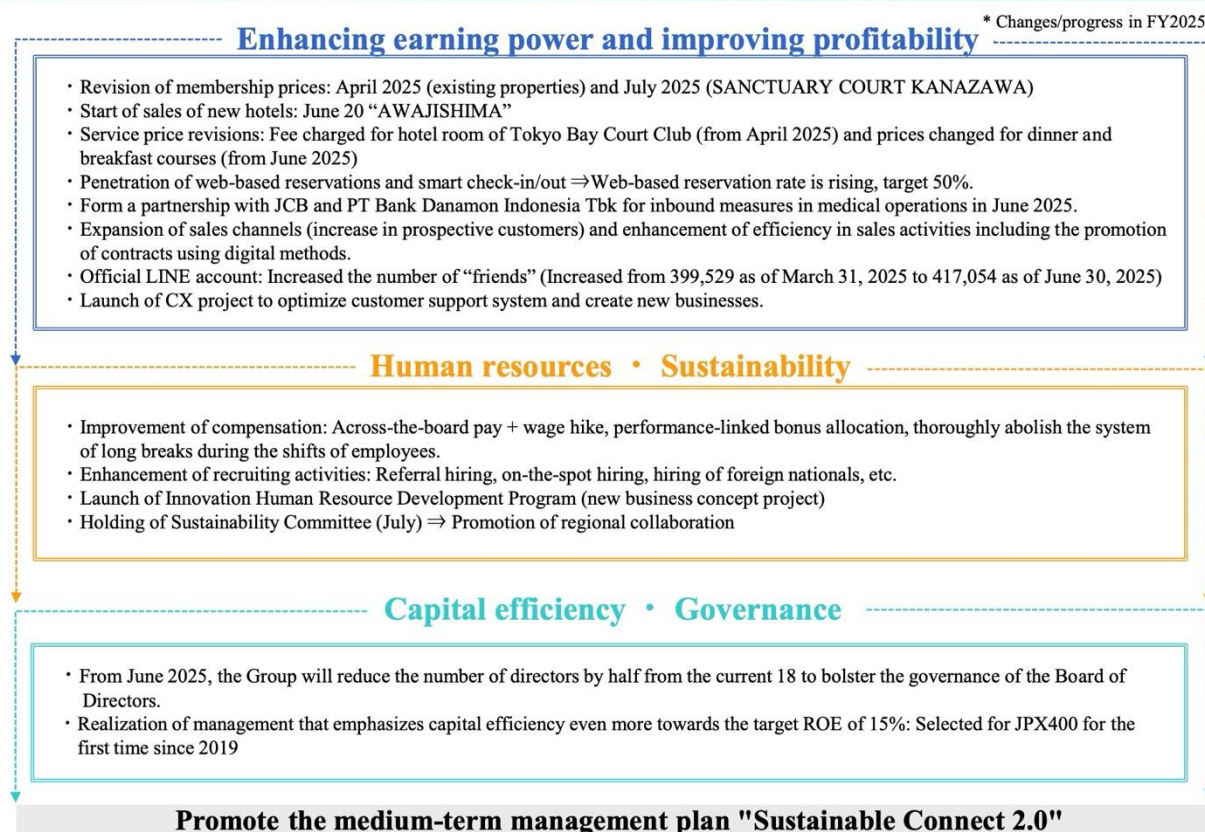 * Changes/progress in FY2025
Enhancing earning power and improving profitability
・Revision of membership prices: April 2025 (existing properties) and July 2025 (SANCTUARY COURT KANAZAWA)
・Start of sales of new hotels: June 20 “AWAJISHIMA”
・Service price revisions: Fee charged for hotel room of Tokyo Bay Court Club (from April 2025) and prices changed for dinner and
breakfast courses (from June 2025)
・Penetration of web-based reservations and smart check-in/out ⇒Web-based reservation rate is rising, target 50%.
・Form a partnership with JCB and PT Bank Danamon Indonesia Tbk for inbound measures in medical operations in June 2025.
・Expansion of sales channels (increase in prospective customers) and enhancement of efficiency in sales activities including the promotion
of contracts using digital methods.
・Official LINE account: Increased the number of “friends” (Increased from 399,529 as of March 31, 2025 to 417,054 as of June 30, 2025)
・Launch of CX project to optimize customer support system and create new businesses.
Human resources ・ Sustainability
・Improvement of compensation: Across-the-board pay + wage hike, performance-linked bonus allocation, thoroughly abolish the system
of long breaks during the shifts of employees.
・Enhancement of recruiting activities: Referral hiring, on-the-spot hiring, hiring of foreign nationals, etc.
・Launch of Innovation Human Resource Development Program (new business concept project)
・Holding of Sustainability Committee (July) ⇒ Promotion of regional collaboration
Capital efficiency ・ Governance
・From June 2025, the Group will reduce the number of directors by half from the current 18 to bolster the governance of the Board of
Directors.
・Realization of management that emphasizes capital efficiency even more towards the target ROE of 15%: Selected for JPX400 for the
first time since 2019
Promote the medium-term management plan "Sustainable Connect 2.0"